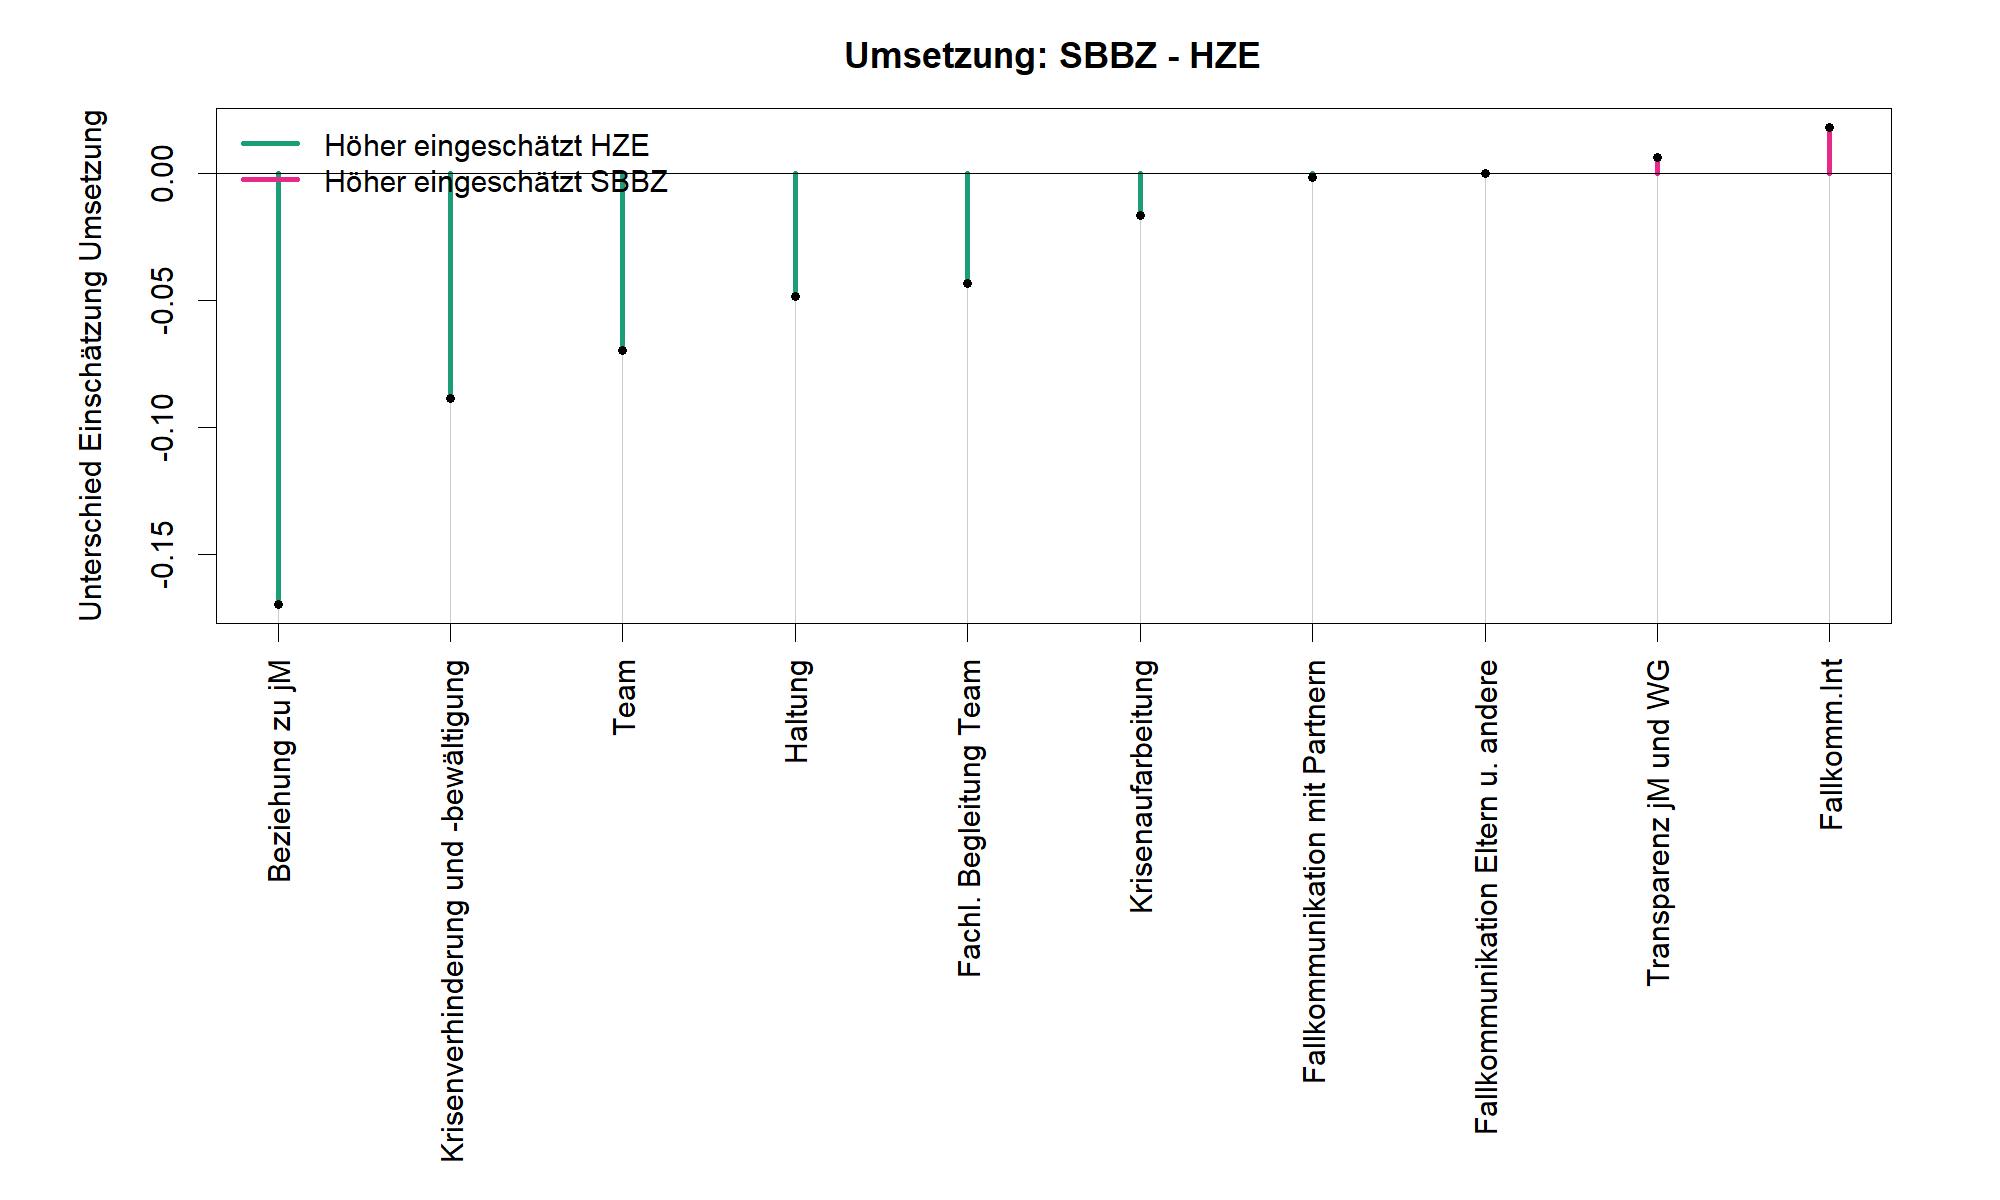 Umsetzung: SBBZ - HZE
Unterschied Einschätzung Umsetzung
0.00
-0.05
-0.10
-0.15
Höher eingeschätzt HZE
Höher eingeschätzt SBBZ
Beziehung zu jM
Krisenverhinderung und -bewältigung
Team
Haltung
Fachl. Begleitung Team
Krisenaufarbeitung
Fallkommunikation mit Partnern
Fallkommunikation Eltern u. andere
Transparenz jM und WG
Fallkomm.Int